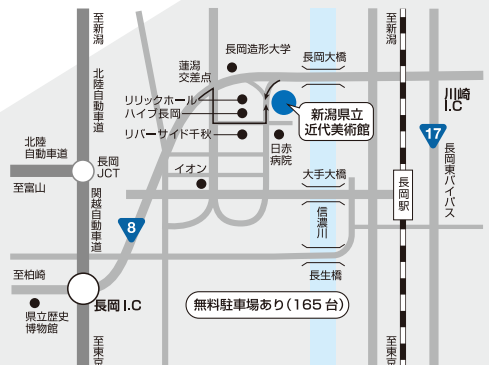 至新潟
至新潟
長岡造形大学
蓮潟
交差点
長岡大橋
川崎
I.C
北陸自動車道
リリックホール
ハイブ長岡
新潟県立
近代美術館
リバーサイド千秋
日赤
病院
17
長岡東バイパス
北陸
自動車道
長岡
JCT
至富山
イオン
大手大橋
長岡駅
関越自動車道
信濃川
8
至柏崎
長生橋
長岡I.C
無料駐車場あり(165台)
県立歴史
博物館
至東京
至東京